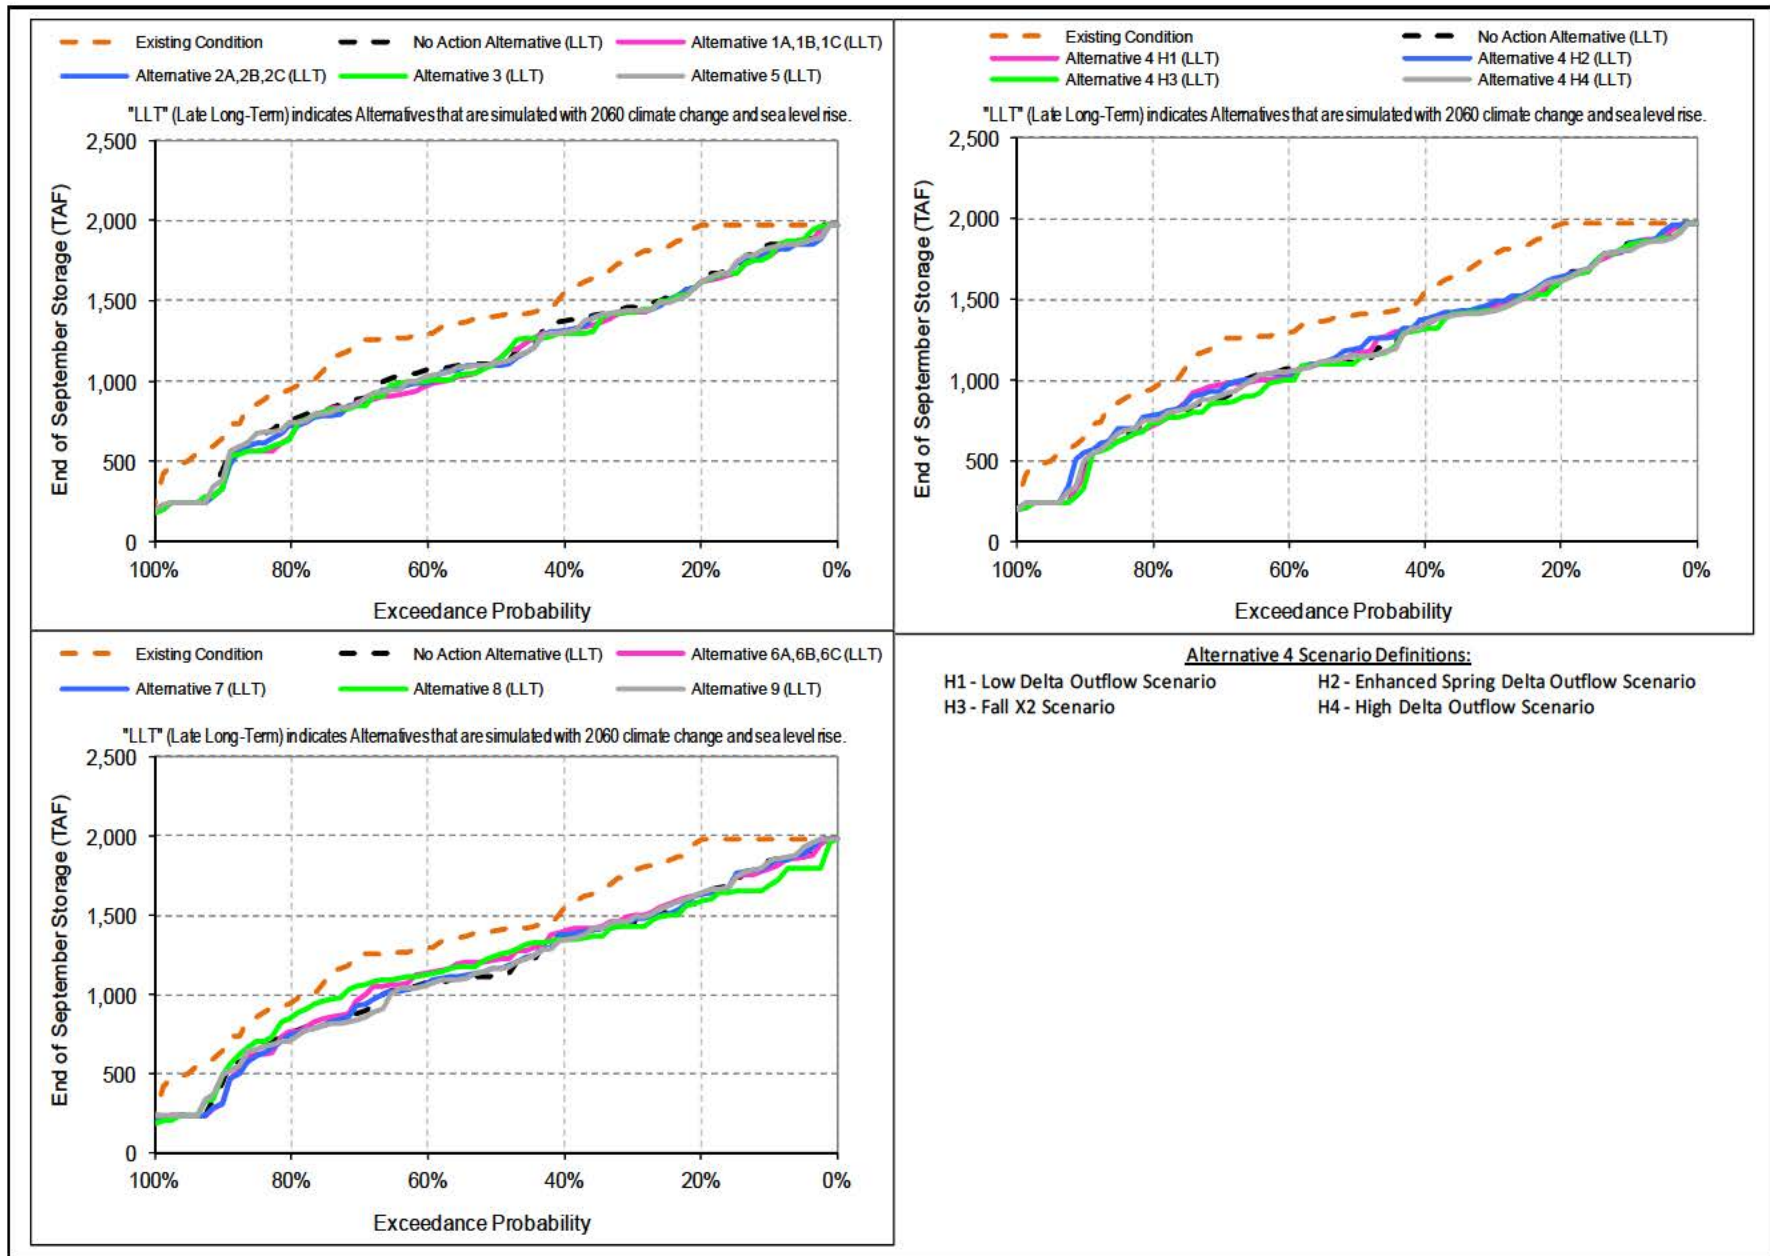 Existing Condition No Action Alternative (LLT) Alternative 1A,1B,1C (LLT)
Alternative 2A,2B,2C (LLT) Alternative 3 (LLT) Alternative 5 (LLT)
"LLT" (Late Long-Term) indicates Alternatives that are simulated with 2060 climate change and sea level rise.
End of September Storage (TAF)
2,500
2,000
1,500
1,000
500
0
100% 80% 60% 40% 20% 0%
Exceedance Probability
Existing Condition No Action Alternative (LLT)
Alternative 4 H1 (LLT) Alternative 4 H2 (LLT)
Alternative 4 H3 (LLT) Alternative 4 H4 (LLT)
"LLT" (Late Long-Term) indicates Alternatives that are simulated with 2060 climate change and sea level rise.
End of September Storage (TAF)
2,500
2,000
1,500
1,000
500
0
100% 80% 60% 40% 20% 0%
Exceedance Probability
Existing Condition No Action Alternative (LLT) Alternative 6A,6B,6C (LLT)
Alternative 7 (LLT) Alternative 8 (LLT) Alternative 9 (LLT)
"LLT" (Late Long-Term) indicates Alternatives that are simulated with 2060 climate change and sea level rise.
End of September Storage (TAF)
2,500
2,000
1,500
1,000
500
0
100% 80% 60% 40% 20% 0%
Exceedance Probability
Alternative 4 Scenario Definitions:
H1 - Low Delta Outflow Scenario H2 - Enhanced Spring Delta Outflow Scenario
H3 - Fall X2 Scenario H4 - High Delta Outflow Scenario